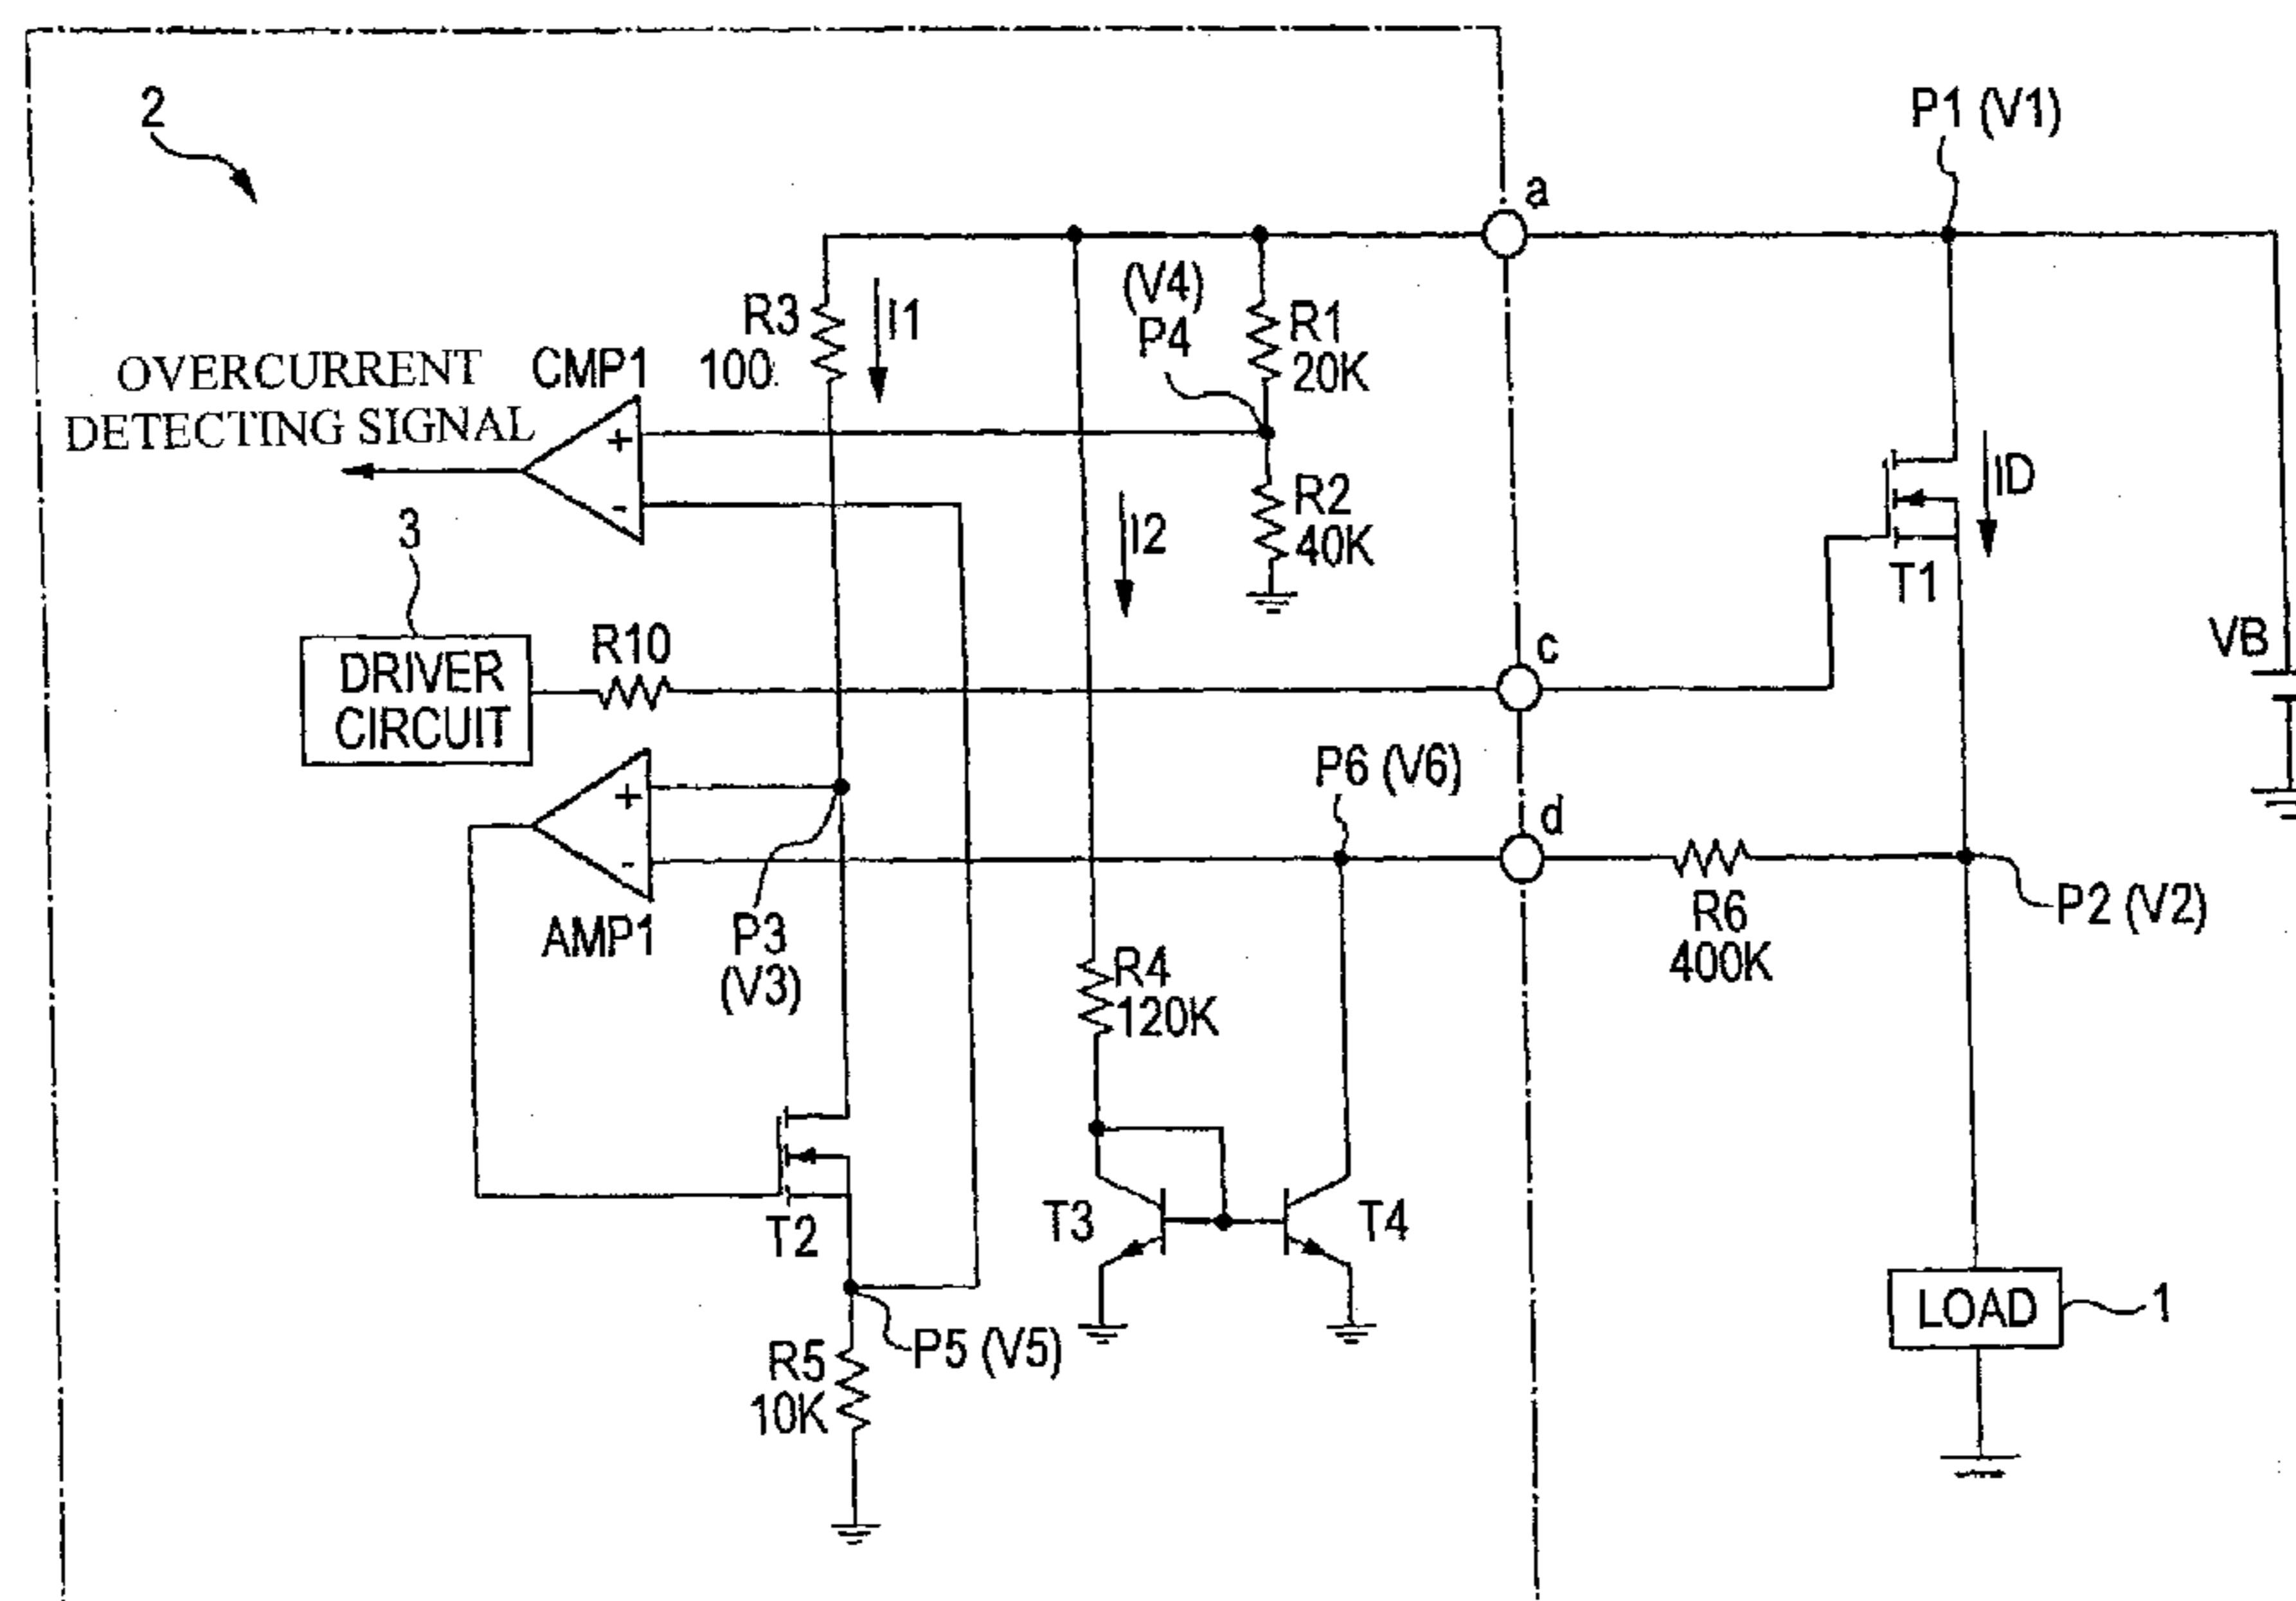 2
P1 (V1)
a
(V4)
P4
R3
100
I1
R1
20K
OVERCURRENT
DETECTING SIGNAL
CMP1
+
-
I2
R2
40K
ID
T1
3
DRIVER
CIRCUIT
R10
c
VB
P6 (V6)
d
+
-
AMP1
P3
(V3)
R6
400K
P2 (V2)
R4
120K
T2
T3
T4
P5 (V5)
R5
10K
LOAD
1